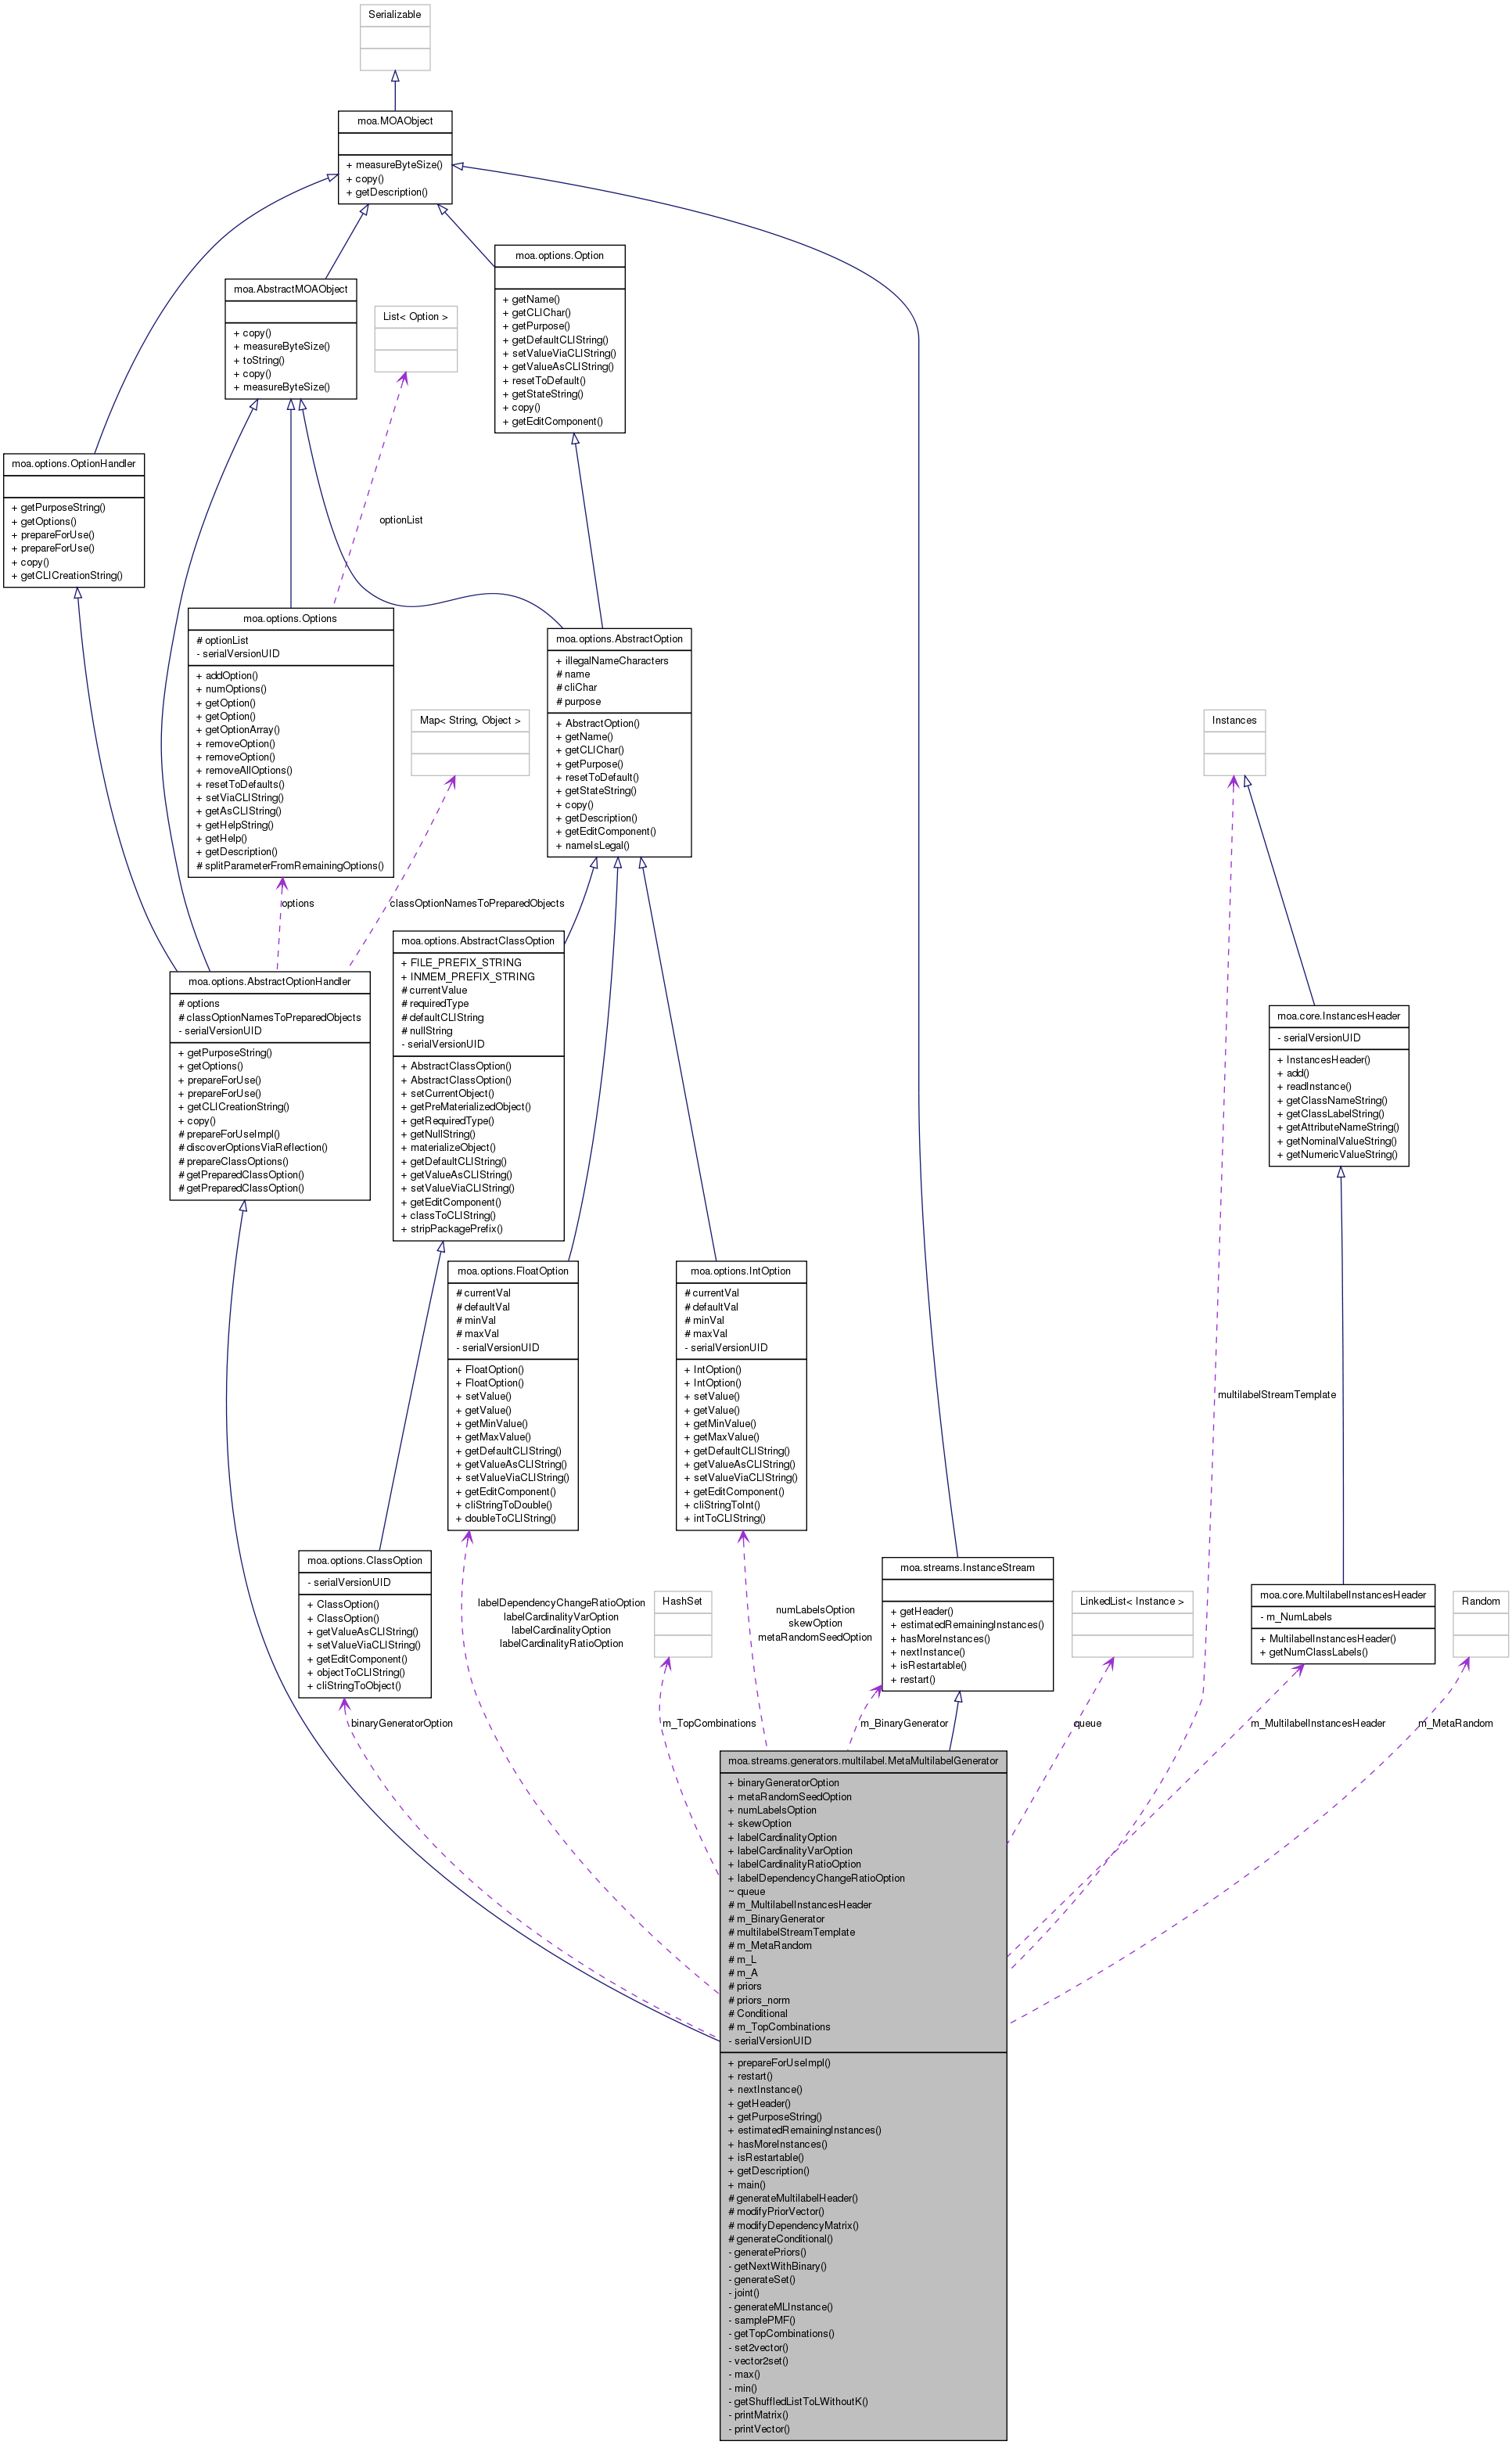 Serializable
moa.MOAObject
+ measureByteSize()
+ copy()
+ getDescription()
moa.options.Option
+ getName()
+ getCLIChar()
+ getPurpose()
+ getDefaultCLIString()
+ setValueViaCLIString()
+ getValueAsCLIString()
+ resetToDefault()
+ getStateString()
+ copy()
+ getEditComponent()
moa.AbstractMOAObject
+ copy()
+ measureByteSize()
+ toString()
+ copy()
+ measureByteSize()
List< Option >
moa.options.OptionHandler
+ getPurposeString()
+ getOptions()
+ prepareForUse()
+ prepareForUse()
+ copy()
+ getCLICreationString()
optionList
moa.options.Options
# optionList
- serialVersionUID
+ addOption()
+ numOptions()
+ getOption()
+ getOption()
+ getOptionArray()
+ removeOption()
+ removeOption()
+ removeAllOptions()
+ resetToDefaults()
+ setViaCLIString()
+ getAsCLIString()
+ getHelpString()
+ getHelp()
+ getDescription()
# splitParameterFromRemainingOptions()
moa.options.AbstractOption
+ illegalNameCharacters
# name
# cliChar
# purpose
+ AbstractOption()
+ getName()
+ getCLIChar()
+ getPurpose()
+ resetToDefault()
+ getStateString()
+ copy()
+ getDescription()
+ getEditComponent()
+ nameIsLegal()
Map< String, Object >
Instances
options
classOptionNamesToPreparedObjects
moa.options.AbstractOptionHandler
# options
# classOptionNamesToPreparedObjects
- serialVersionUID
+ getPurposeString()
+ getOptions()
+ prepareForUse()
+ prepareForUse()
+ getCLICreationString()
+ copy()
# prepareForUseImpl()
# discoverOptionsViaReflection()
# prepareClassOptions()
# getPreparedClassOption()
# getPreparedClassOption()
moa.options.AbstractClassOption
+ FILE_PREFIX_STRING
+ INMEM_PREFIX_STRING
# currentValue
# requiredType
# defaultCLIString
# nullString
- serialVersionUID
+ AbstractClassOption()
+ AbstractClassOption()
+ setCurrentObject()
+ getPreMaterializedObject()
+ getRequiredType()
+ getNullString()
+ materializeObject()
+ getDefaultCLIString()
+ getValueAsCLIString()
+ setValueViaCLIString()
+ getEditComponent()
+ classToCLIString()
+ stripPackagePrefix()
moa.core.InstancesHeader
- serialVersionUID
+ InstancesHeader()
+ add()
+ readInstance()
+ getClassNameString()
+ getClassLabelString()
+ getAttributeNameString()
+ getNominalValueString()
+ getNumericValueString()
moa.options.FloatOption
# currentVal
# defaultVal
# minVal
# maxVal
- serialVersionUID
+ FloatOption()
+ FloatOption()
+ setValue()
+ getValue()
+ getMinValue()
+ getMaxValue()
+ getDefaultCLIString()
+ getValueAsCLIString()
+ setValueViaCLIString()
+ getEditComponent()
+ cliStringToDouble()
+ doubleToCLIString()
moa.options.IntOption
# currentVal
# defaultVal
# minVal
# maxVal
- serialVersionUID
+ IntOption()
+ IntOption()
+ setValue()
+ getValue()
+ getMinValue()
+ getMaxValue()
+ getDefaultCLIString()
+ getValueAsCLIString()
+ setValueViaCLIString()
+ getEditComponent()
+ cliStringToInt()
+ intToCLIString()
multilabelStreamTemplate
moa.options.ClassOption
- serialVersionUID
+ ClassOption()
+ ClassOption()
+ getValueAsCLIString()
+ setValueViaCLIString()
+ getEditComponent()
+ objectToCLIString()
+ cliStringToObject()
labelDependencyChangeRatioOption
labelCardinalityVarOption
labelCardinalityOption
labelCardinalityRatioOption
HashSet
numLabelsOption
skewOption
metaRandomSeedOption
moa.streams.InstanceStream
+ getHeader()
+ estimatedRemainingInstances()
+ hasMoreInstances()
+ nextInstance()
+ isRestartable()
+ restart()
LinkedList< Instance >
moa.core.MultilabelInstancesHeader
- m_NumLabels
+ MultilabelInstancesHeader()
+ getNumClassLabels()
Random
binaryGeneratorOption
m_TopCombinations
m_BinaryGenerator
queue
m_MultilabelInstancesHeader
m_MetaRandom
moa.streams.generators.multilabel.MetaMultilabelGenerator
+ binaryGeneratorOption
+ metaRandomSeedOption
+ numLabelsOption
+ skewOption
+ labelCardinalityOption
+ labelCardinalityVarOption
+ labelCardinalityRatioOption
+ labelDependencyChangeRatioOption
~ queue
# m_MultilabelInstancesHeader
# m_BinaryGenerator
# multilabelStreamTemplate
# m_MetaRandom
# m_L
# m_A
# priors
# priors_norm
# Conditional
# m_TopCombinations
- serialVersionUID
+ prepareForUseImpl()
+ restart()
+ nextInstance()
+ getHeader()
+ getPurposeString()
+ estimatedRemainingInstances()
+ hasMoreInstances()
+ isRestartable()
+ getDescription()
+ main()
# generateMultilabelHeader()
# modifyPriorVector()
# modifyDependencyMatrix()
# generateConditional()
- generatePriors()
- getNextWithBinary()
- generateSet()
- joint()
- generateMLInstance()
- samplePMF()
- getTopCombinations()
- set2vector()
- vector2set()
- max()
- min()
- getShuffledListToLWithoutK()
- printMatrix()
- printVector()